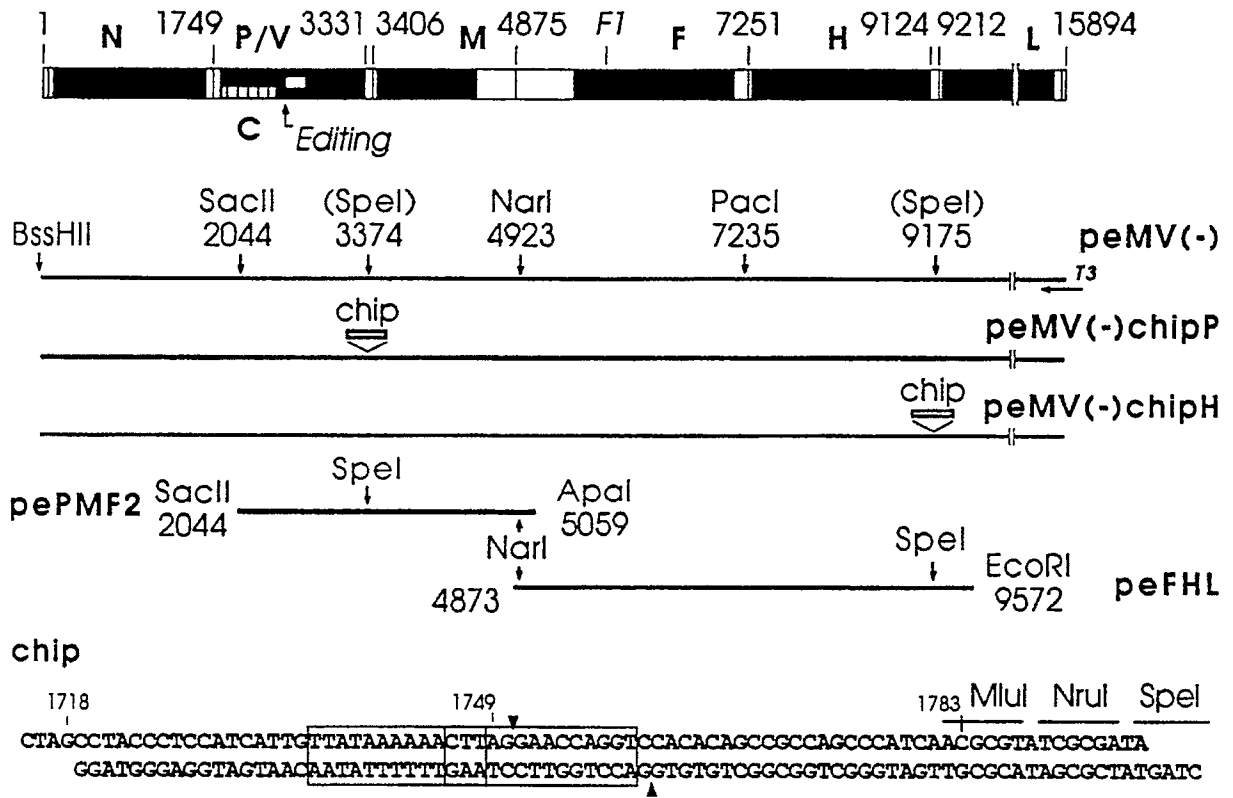 1 N 1749 P/V 3331 3406 M 4875 F1 F 7251 H 9124 9212 L 15894
C Editing
SacII (SpeI) NarI PacI (SpeI)
BssHII 2044 3374 4923 7235 9175 peMV(-)
T3
chip
peMV(-)chipP
chip
peMV(-)chipH
SpeI
pePMF2 SacII ApaI
2044 5059
NarI SpeI
4873 EcoRI peFHL
9572
chip
1718 1749 1783 MluI NruI SpeI
CTAGCCTACCCTCCATCATTGTTATAAAAAACTTAGGAACCAGGTCCACACAGCCGCCAGCCCATCAACGCGTATCGCGATA
GGATGGGAGGTAGTAACAATATTTTTTGAATCCTTGGTCCAGGTGTGTCGGCGGTCGGGTAGTTGCGCATAGCGCTATGATC